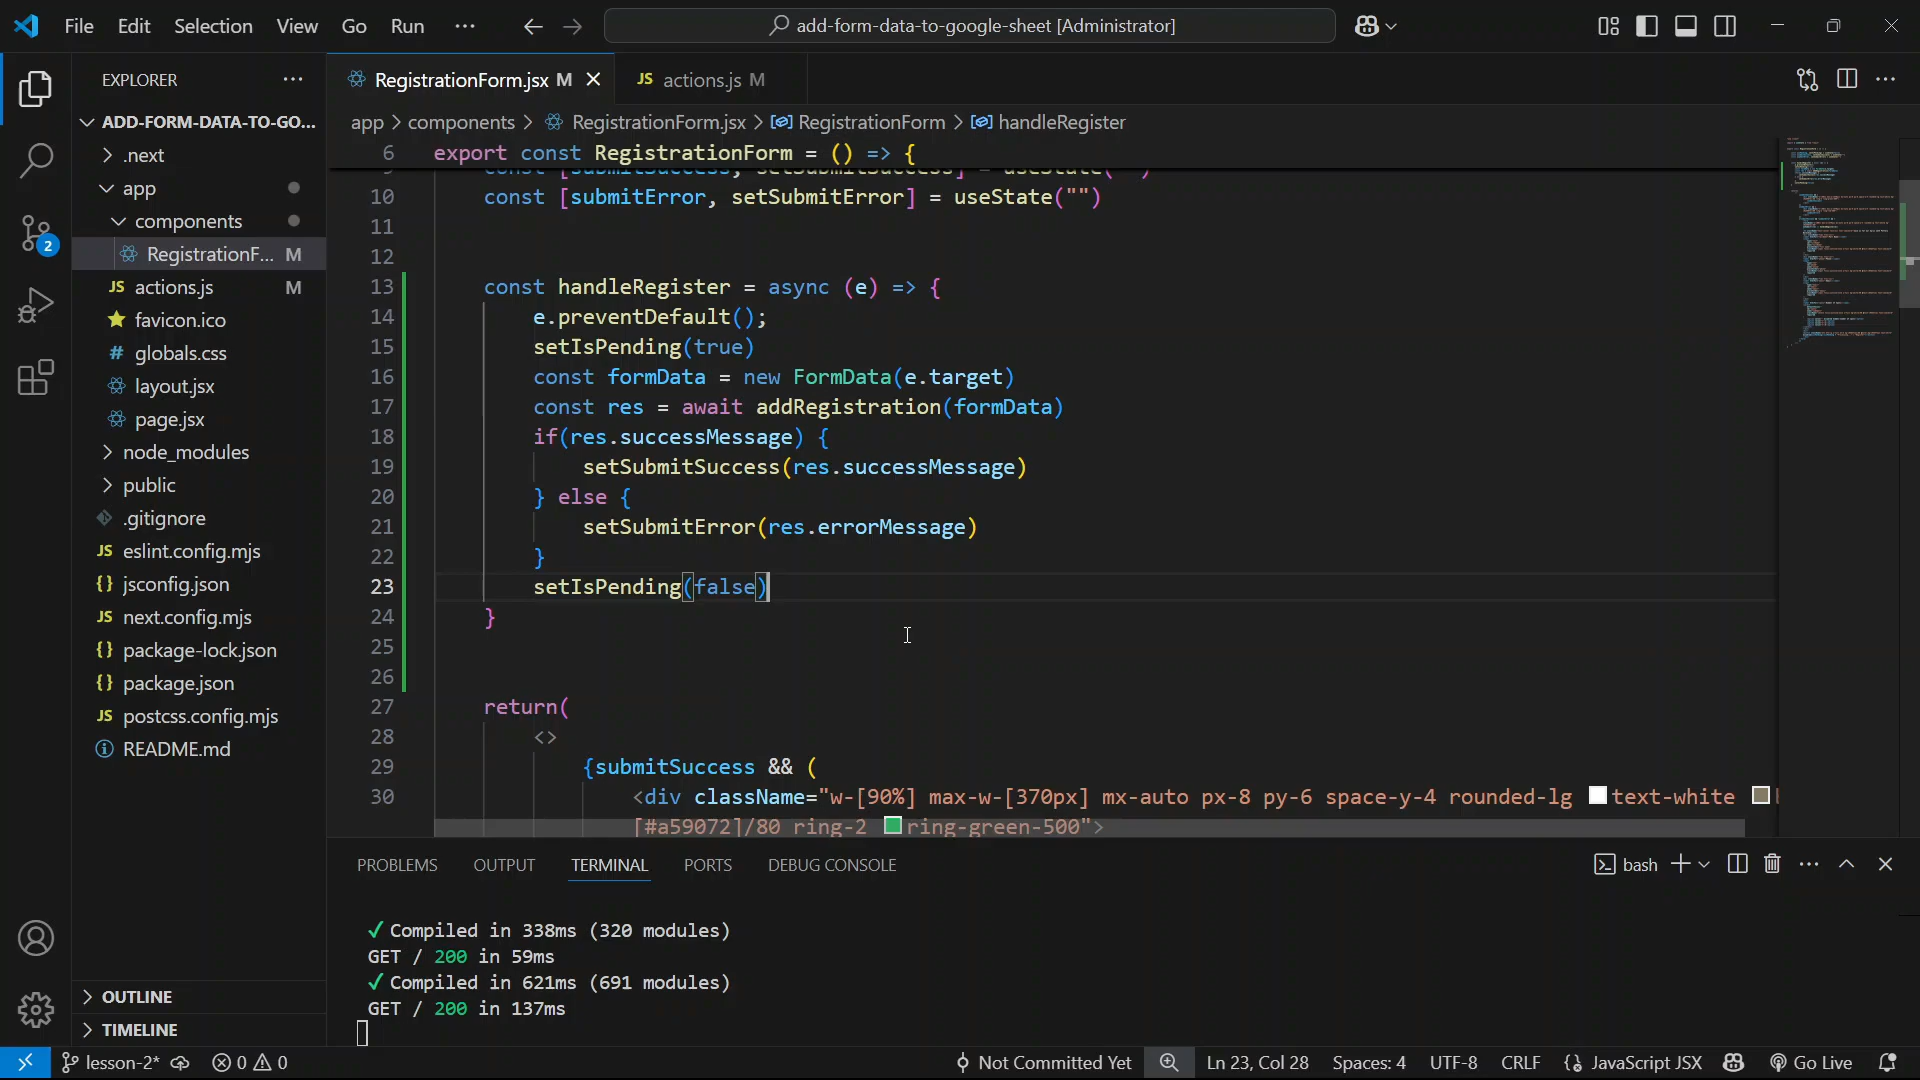 File Edit Selection View Go Run ··· add-form-data-to-google-sheet [Administrator]
EXPLORER
RegistrationForm.jsx M
JS actions.js M
ADD-FORM-DATA-TO-GO...
app > components > RegistrationForm.jsx > RegistrationForm > handleRegister
.next
app
components
RegistrationF... M
JS actions.js M
favicon.ico
# globals.css
layout.jsx
page.jsx
node_modules
public
.gitignore
JS eslint.config.mjs
{} jsconfig.json
JS next.config.mjs
{} package-lock.json
{} package.json
JS postcss.config.mjs
README.md
OUTLINE
TIMELINE
2
6 export const RegistrationForm = () => {
10 const [submitError, setSubmitError] = useState("")
11
12
13 const handleRegister = async (e) => {
14 e.preventDefault();
15 setIsPending(true)
16 const formData = new FormData(e.target)
17 const res = await addRegistration(formData)
18 if(res.successMessage) {
19 setSubmitSuccess(res.successMessage)
20 } else {
21 setSubmitError(res.errorMessage)
22 }
23 setIsPending(false)
24 }
25
26
27 return(
28 <>
29 {submitSuccess && (
30 <div className="w-[90%] max-w-[370px] mx-auto px-8 py-6 space-y-4 rounded-lg text-white
[#a59072]/80 ring-2 ring-green-500">
PROBLEMS OUTPUT TERMINAL PORTS DEBUG CONSOLE bash
✓ Compiled in 338ms (320 modules)
GET / 200 in 59ms
✓ Compiled in 621ms (691 modules)
GET / 200 in 137ms
lesson-2* 0 0 Not Committed Yet Ln 23, Col 28 Spaces: 4 UTF-8 CRLF {} JavaScript JSX Go Live